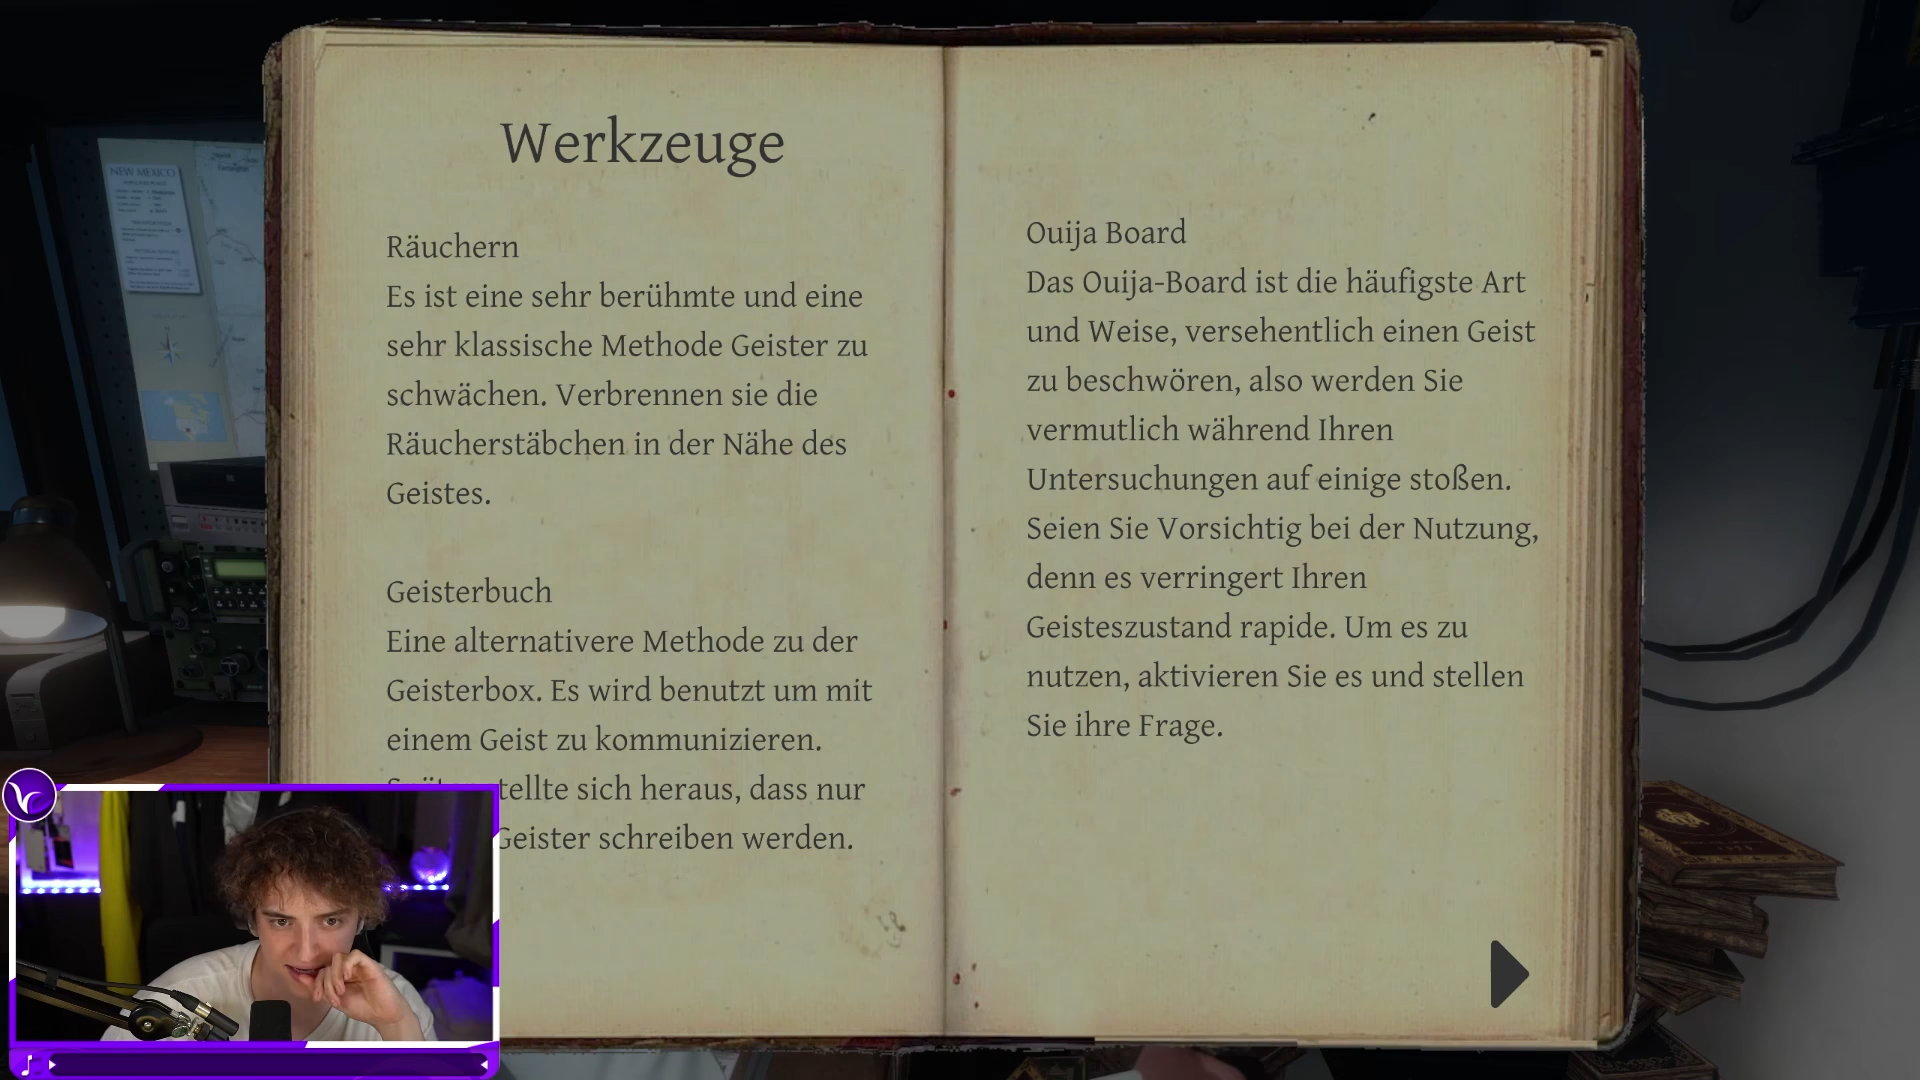 Werkzeuge
Räuchern
Es ist eine sehr berühmte und eine
sehr klassische Methode Geister zu
schwächen. Verbrennen sie die
Räucherstäbchen in der Nähe des
Geistes.
Geisterbuch
Eine alternativere Methode zu der
Geisterbox. Es wird benutzt um mit
einem Geist zu kommunizieren.
sich heraus, dass nur
Geister schreiben werden.
Ouija Board
Das Ouija-Board ist die häufigste Art
und Weise, versehentlich einen Geist
zu beschwören, also werden Sie
vermutlich während Ihren
Untersuchungen auf einige stoßen.
Seien Sie Vorsichtig bei der Nutzung,
denn es verringert Ihren
Geisteszustand rapide. Um es zu
nutzen, aktivieren Sie es und stellen
Sie ihre Frage.
NEW MEXICO